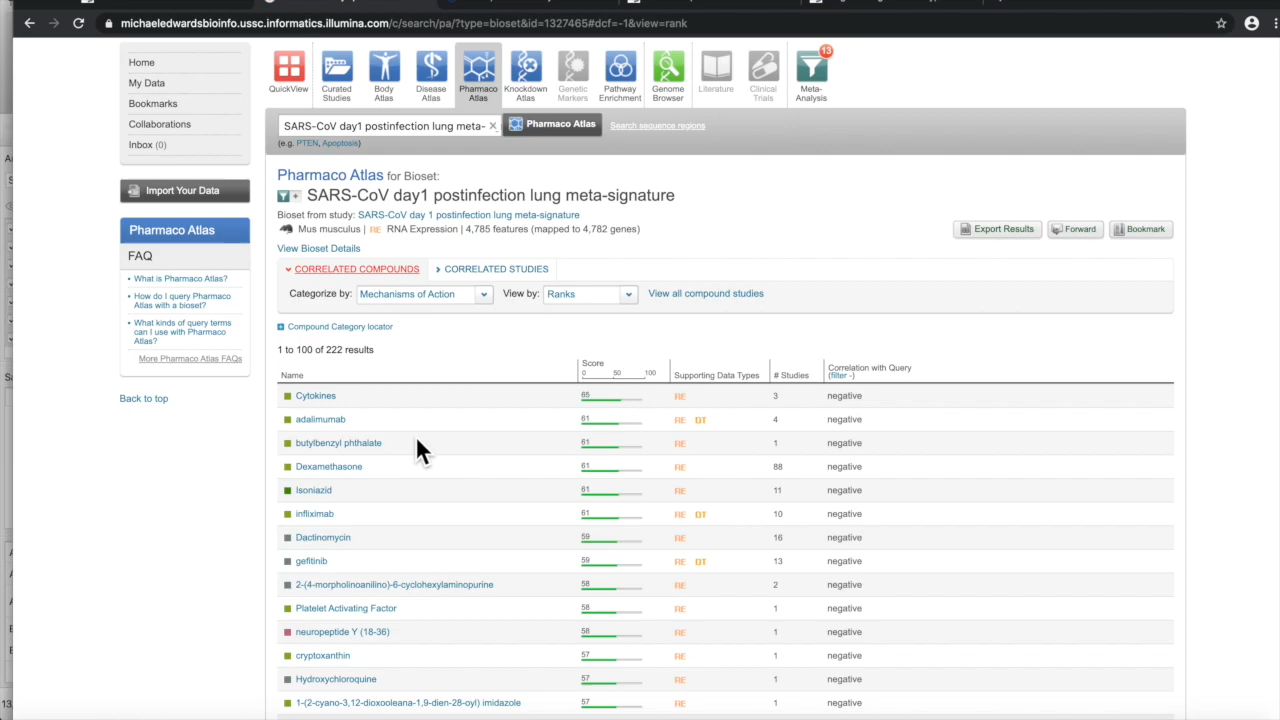 michaeledwardsbioinfo.ussc.informatics.illumina.com/c/search/pa/?type=bioset&id=1327465#dcf=-1&view=rank
Home
My Data
Bookmarks
Collaborations
Inbox (0)
Import Your Data
Pharmaco Atlas
FAQ
What is Pharmaco Atlas?
How do I query Pharmaco
Atlas with a bioset?
What kinds of query terms
can I use with Pharmaco
Atlas?
More Pharmaco Atlas FAQs
Back to top
QuickView
Curated
Studies
Body
Atlas
Disease
Atlas
Pharmaco
Atlas
Knockdown
Atlas
Genetic
Markers
Pathway
Enrichment
Genome
Browser
Literature
Clinical
Trials
13
Meta-
Analysis
SARS-CoV day1 postinfection lung meta- Pharmaco Atlas Search sequence regions
(e.g. PTEN, Apoptosis)
Pharmaco Atlas for Bioset:
SARS-CoV day1 postinfection lung meta-signature
Bioset from study: SARS-CoV day 1 postinfection lung meta-signature
Mus musculus | RE RNA Expression | 4,785 features (mapped to 4,782 genes)
Export Results Forward Bookmark
View Bioset Details
CORRELATED COMPOUNDS CORRELATED STUDIES
Categorize by: Mechanisms of Action View by: Ranks View all compound studies
Compound Category locator
1 to 100 of 222 results
Name Score 0 50 100 Supporting Data Types # Studies Correlation with Query (filter -)
Cytokines 65 RE 3 negative
adalimumab 61 RE DT 4 negative
butylbenzyl phthalate 61 RE 1 negative
Dexamethasone 61 RE 88 negative
Isoniazid 61 RE 11 negative
infliximab 61 RE DT 10 negative
Dactinomycin 59 RE 16 negative
gefitinib 59 RE DT 13 negative
2-(4-morpholinoanilino)-6-cyclohexylaminopurine 58 RE 2 negative
Platelet Activating Factor 58 RE 1 negative
neuropeptide Y (18-36) 58 RE 1 negative
cryptoxanthin 57 RE 1 negative
Hydroxychloroquine 57 RE 1 negative
1-(2-cyano-3,12-dioxooleana-1,9-dien-28-oyl) imidazole 57 RE 1 negative